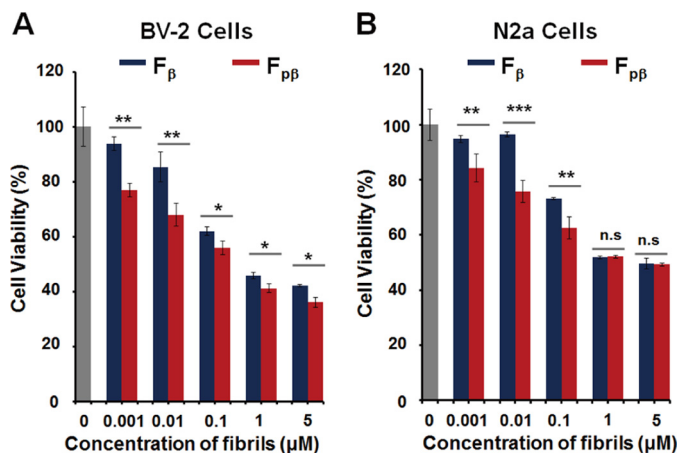 A
BV-2 Cells
Fβ Fpβ
Cell Viability (%)
120
100
80
60
40
20
0
**
**
*
*
*
0 0.001 0.01 0.1 1 5
Concentration of fibrils (µM)
B
N2a Cells
Fβ Fpβ
Cell Viability (%)
120
100
80
60
40
20
0
**
***
**
n.s
n.s
0 0.001 0.01 0.1 1 5
Concentration of fibrils (µM)